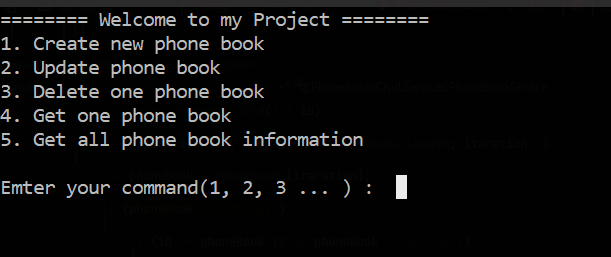 ======== Welcome to my Project ========
1. Create new phone book
2. Update phone book
3. Delete one phone book
4. Get one phone book
5. Get all phone book information
Emter your command(1, 2, 3 ... ) :